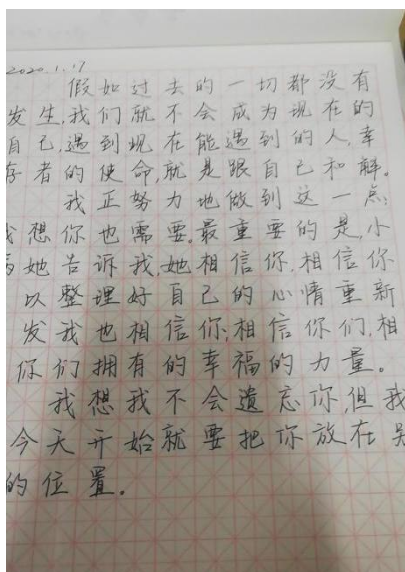 2020.1.17
假如过去的一切都没有
发生,我们就不会成为现在的
自己,遇到现在能遇到的人,幸
存者的使命,就是跟自己和解。
我正努力地做到这一点,
我想你也需要。最重要的是,小
她告诉我,她相信你,相信你
以整理好自己的心情重新
发我也相信你,相信你们,相
你们拥有的幸福的力量。
我想我不会遗忘你,但我
今天开始就要把你放在
的位置。